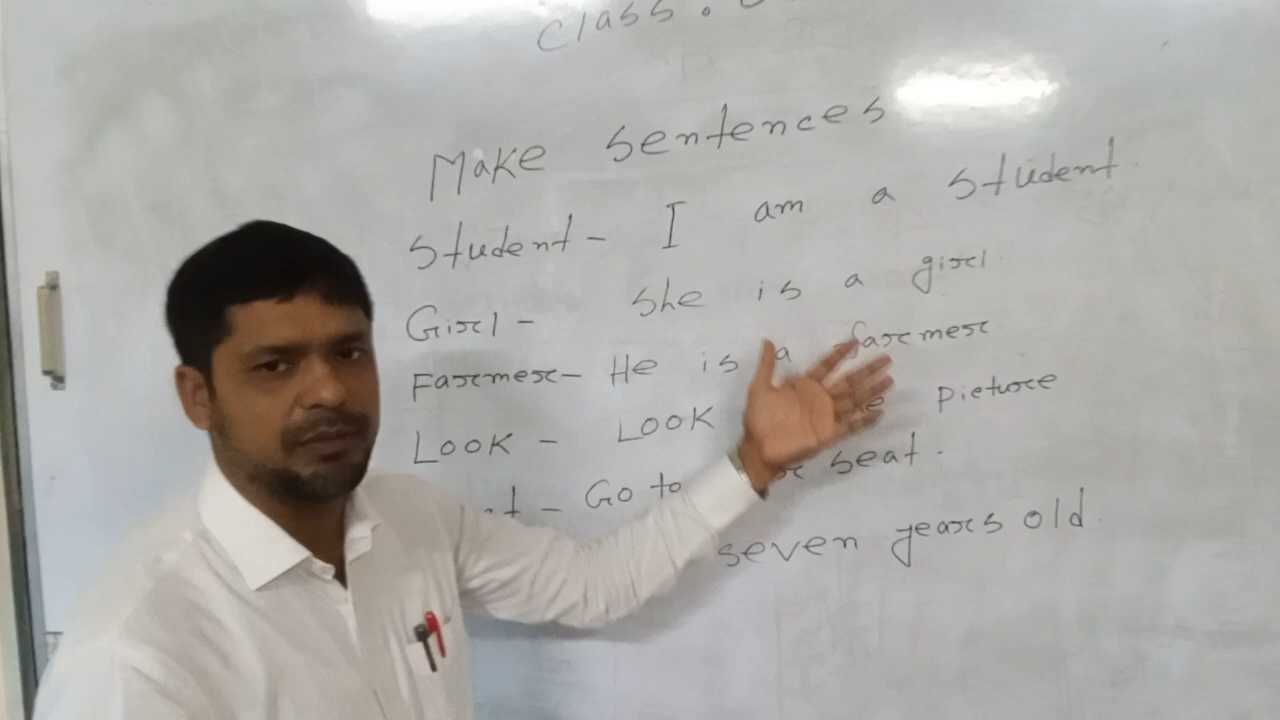 Class.
Make sentences
Student - I am a student.
Girl - She is a girl
Farmer - He is a farmer
Look - Look picture
- Go to seat.
seven years old.